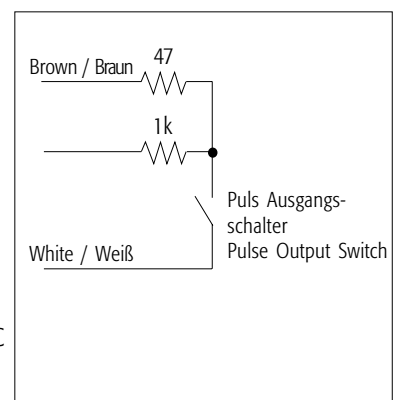 47
Brown / Braun
1k
Puls Ausgangs-
schalter
Pulse Output Switch
White / Weiß
C